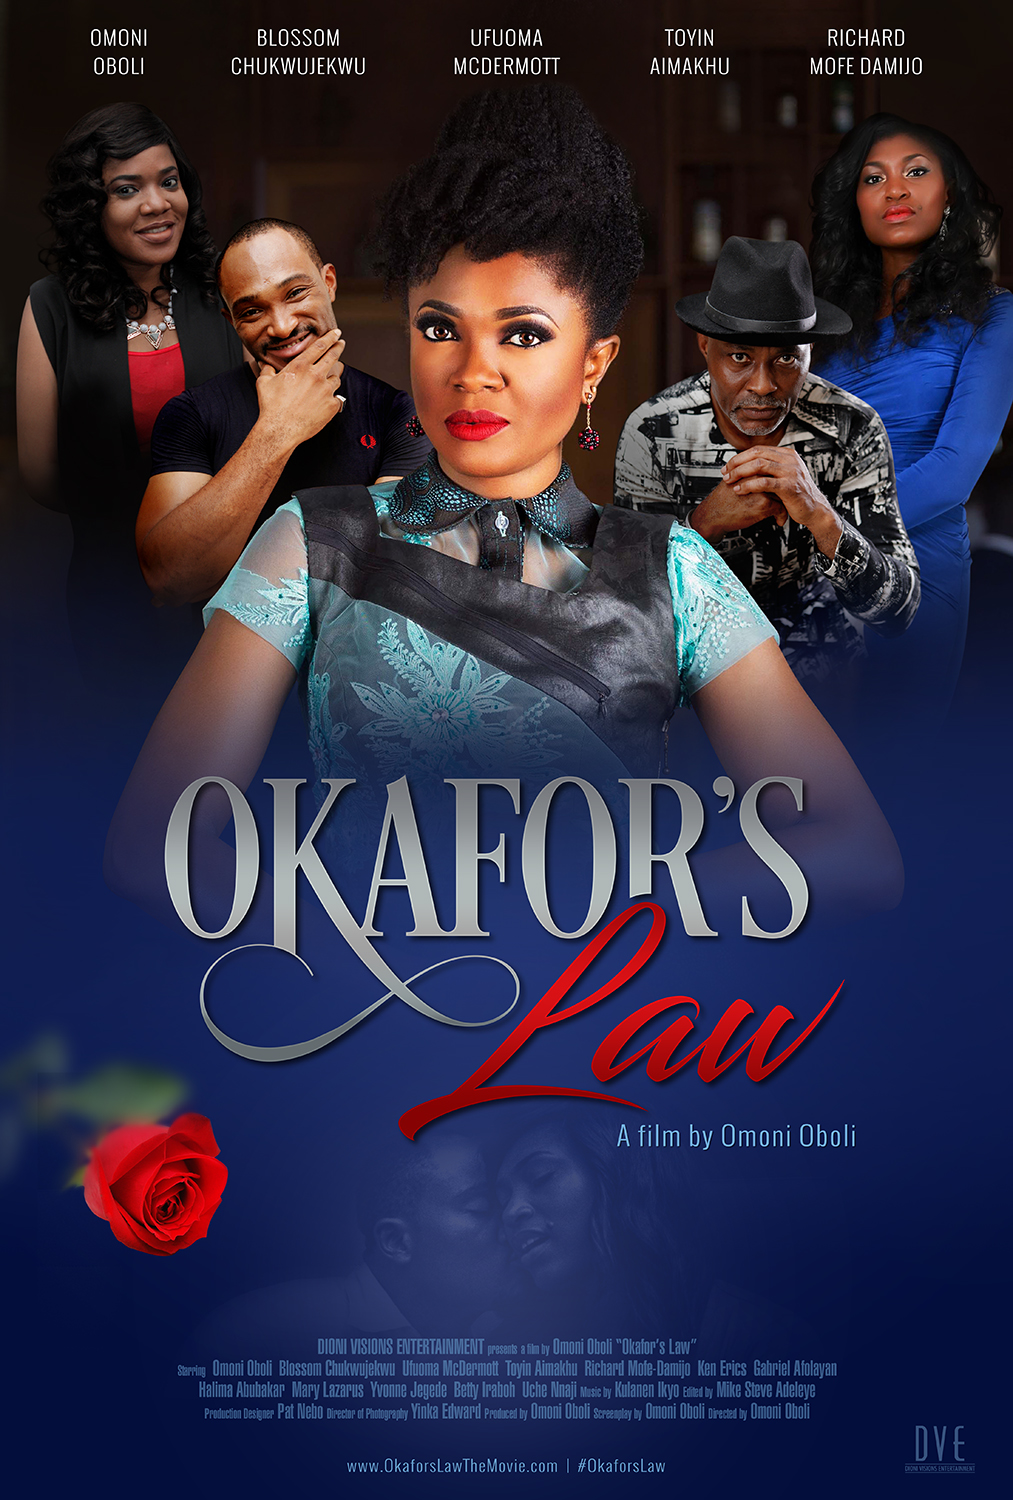 OMONI OBOLI
BLOSSOM CHUKWUJEKWU
UFUOMA MCDERMOTT
TOYIN AIMAKHU
RICHARD MOFE DAMIJO
OKAFOR'S
Law
A film by Omoni Oboli
DIONI VISIONS ENTERTAINMENT presents a film by Omoni Oboli "Okafor's Law"
Starring Omoni Oboli Blossom Chukwujekwu Ufuoma McDermott Toyin Aimakhu Richard Mofe-Damijo Ken Erics Gabriel Afolayan
Halima Abubakar Mary Lazarus Yvonne Jegede Betty Iraboh Uche Nnaji Music by Kulanen Ikyo Edited by Mike Steve Adeleye
Production Designer Pat Nebo Director of Photography Yinka Edward Produced by Omoni Oboli Screenplay by Omoni Oboli Directed by Omoni Oboli
www.OkaforsLawTheMovie.com | #OkaforsLaw
DVE
DIONI VISIONS ENTERTAINMENT